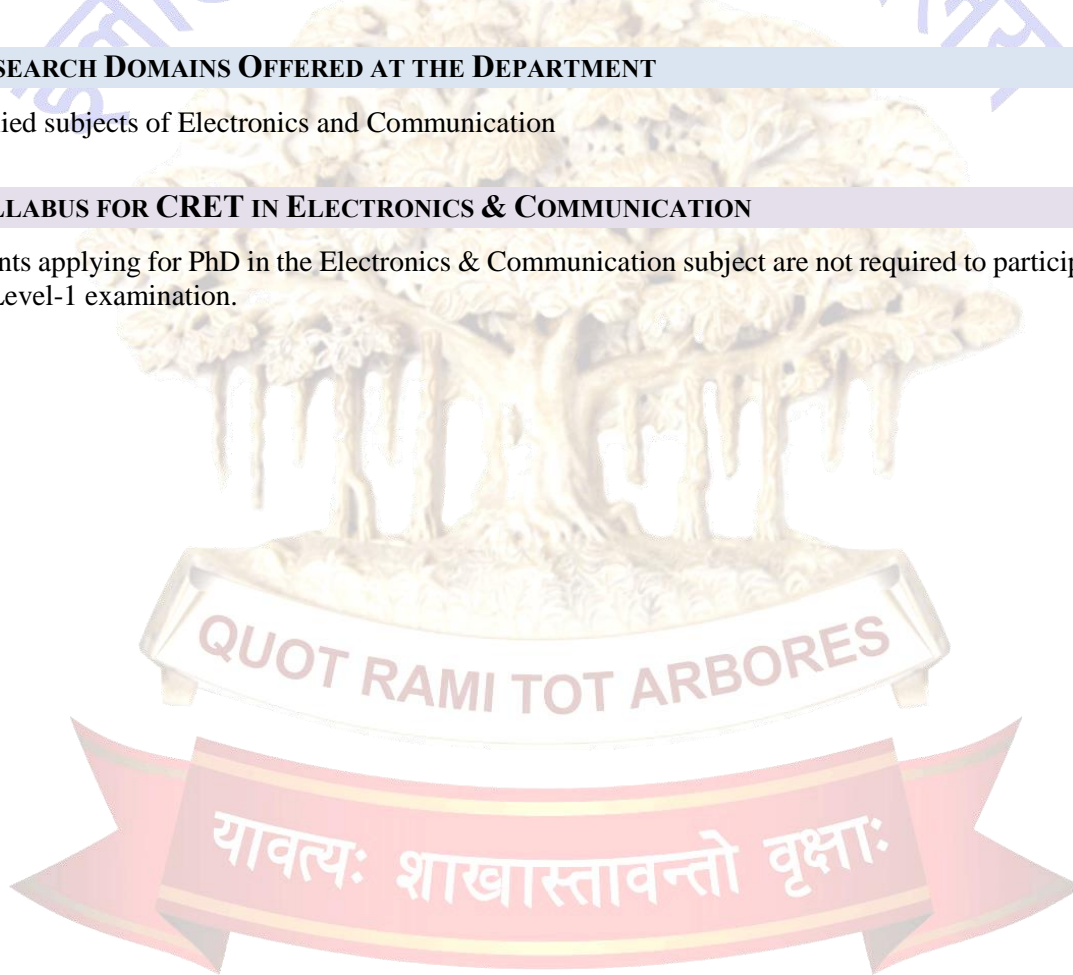 SEARCH DOMAINS OFFERED AT THE DEPARTMENT
ied subjects of Electronics and Communication
LLABUS FOR CRET IN ELECTRONICS & COMMUNICATION
nts applying for PhD in the Electronics & Communication subject are not required to particip
Level-1 examination.
QUOT RAMI TOT ARBORES
यावत्यः शाखास्तावन्तो वृक्षाः